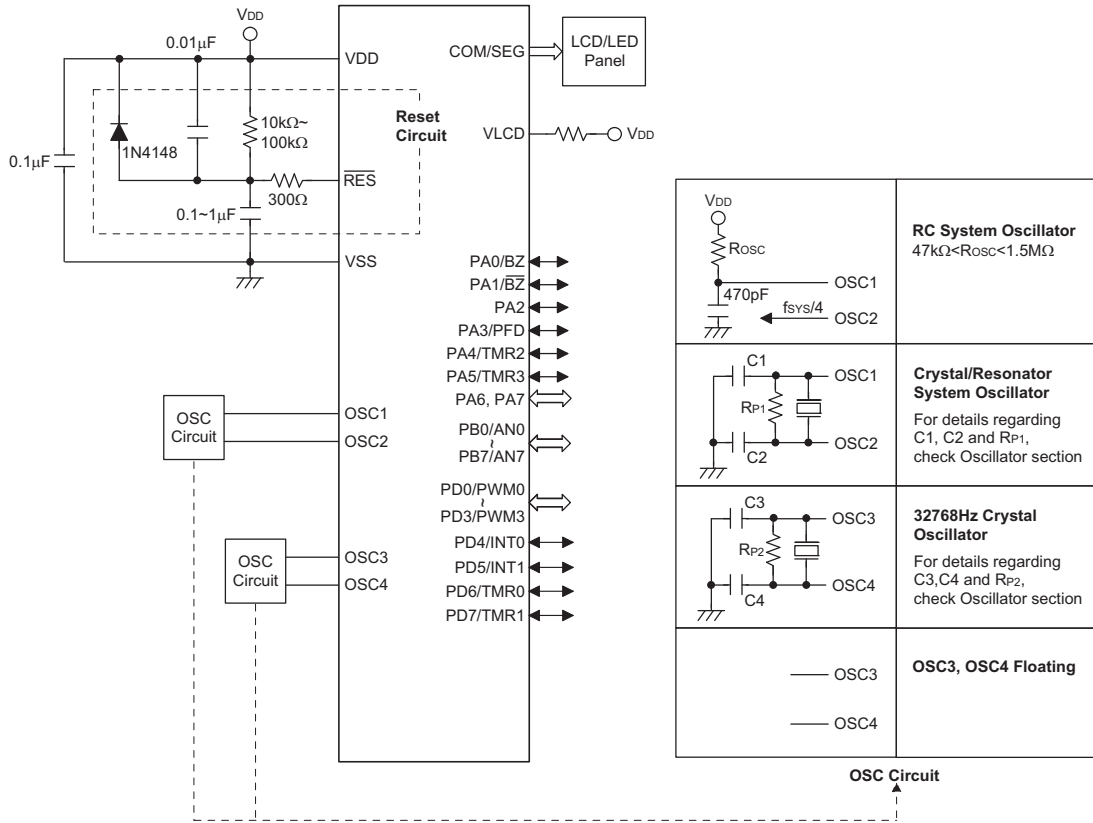 VDD
0.01μF
VDD
COM/SEG
LCD/LED
Panel
Reset
Circuit
10kΩ~
100kΩ
1N4148
VLCD
VDD
0.1μF
RES
300Ω
0.1~1μF
VSS
PA0/BZ
PA1/BZ
PA2
PA3/PFD
PA4/TMR2
PA5/TMR3
PA6, PA7
PB0/AN0
~
PB7/AN7
PD0/PWM0
~
PD3/PWM3
PD4/INT0
PD5/INT1
PD6/TMR0
PD7/TMR1
OSC
Circuit
OSC1
OSC2
OSC
Circuit
OSC3
OSC4
VDD
ROSC
470pF
OSC1
fSYS/4
OSC2
RC System Oscillator
47kΩ<ROSC<1.5MΩ
C1
OSC1
RP1
OSC2
C2
Crystal/Resonator
System Oscillator
For details regarding
C1, C2 and RP1,
check Oscillator section
C3
OSC3
RP2
OSC4
C4
32768Hz Crystal
Oscillator
For details regarding
C3,C4 and RP2,
check Oscillator section
OSC3
OSC4
OSC3, OSC4 Floating
OSC Circuit